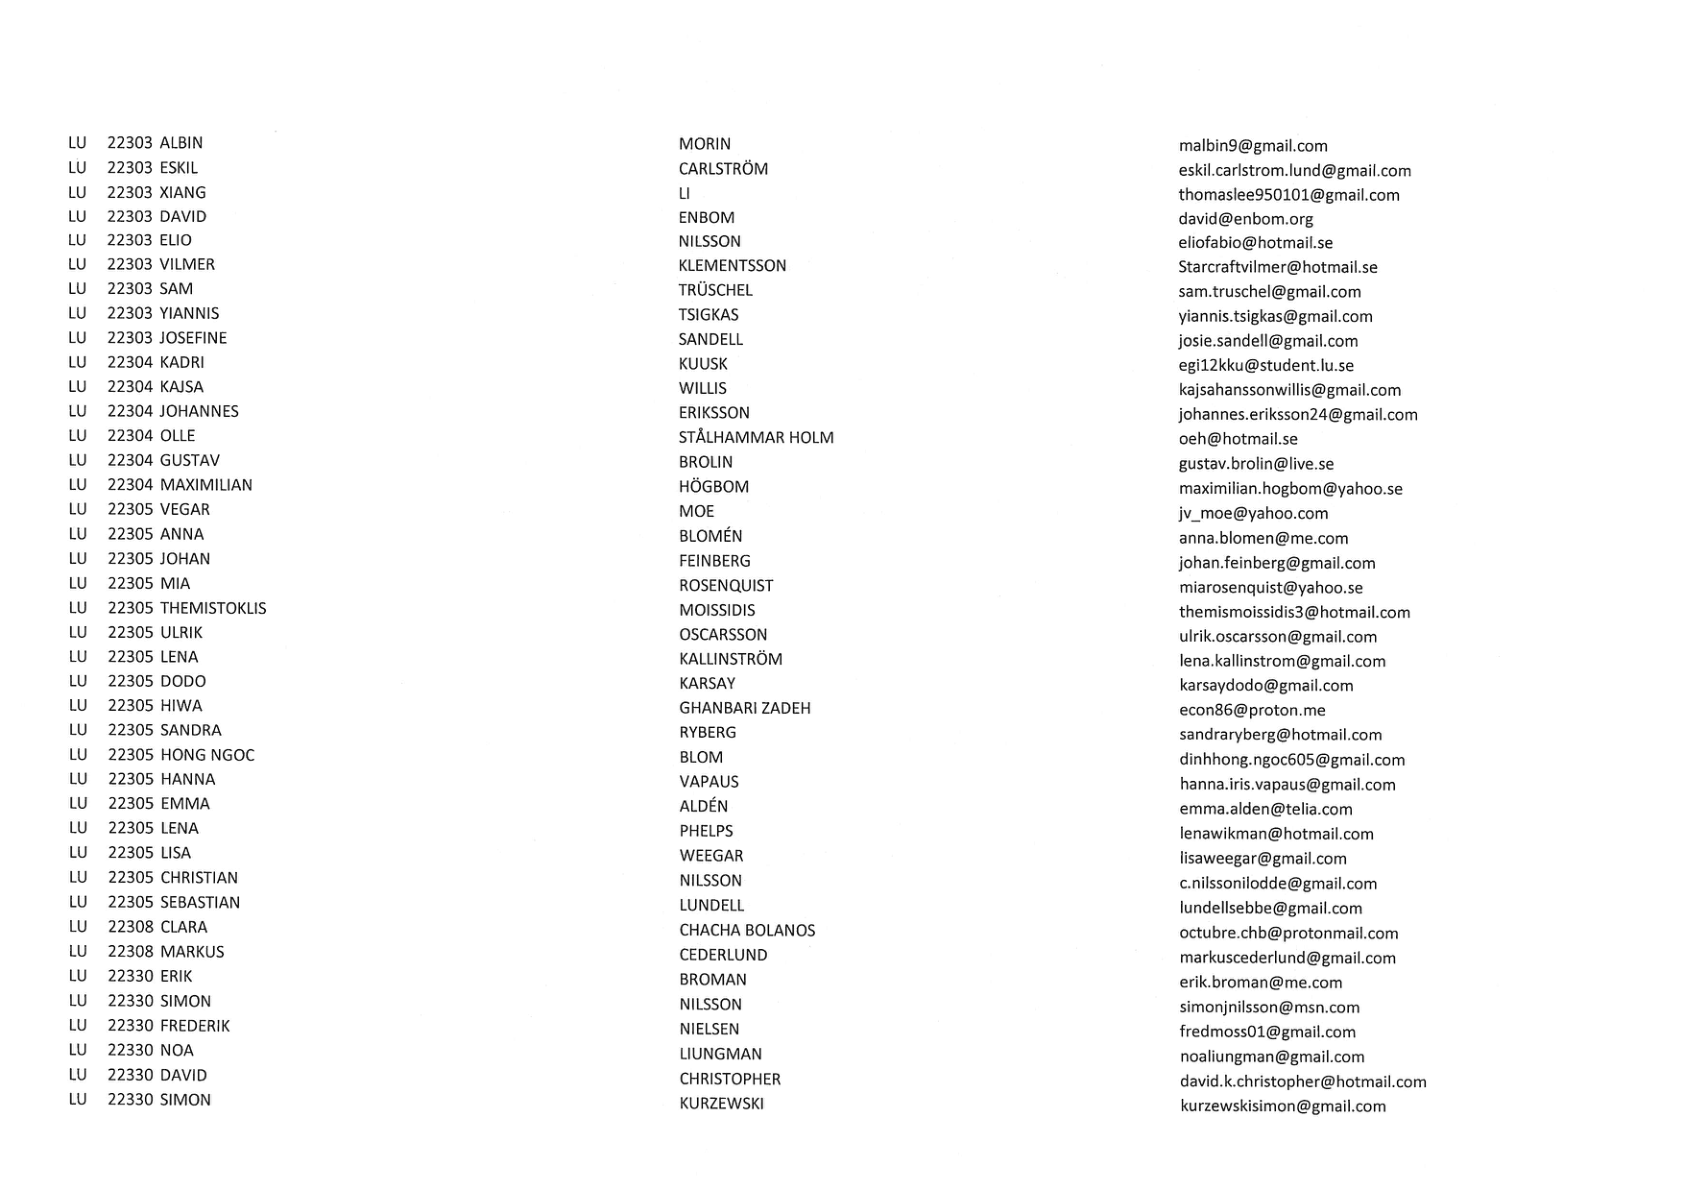 LU 22303 ALBIN MORIN malbin9@gmail.com
LU 22303 ESKIL CARLSTRÖM eskil.carlstrom.lund@gmail.com
LU 22303 XIANG LI thomaslee950101@gmail.com
LU 22303 DAVID ENBOM david@enbom.org
LU 22303 ELIO NILSSON eliofabio@hotmail.se
LU 22303 VILMER KLEMENTSSON Starcraftvilmer@hotmail.se
LU 22303 SAM TRÜSCHEL sam.truschel@gmail.com
LU 22303 YIANNIS TSIGKAS yiannis.tsigkas@gmail.com
LU 22303 JOSEFINE SANDELL josie.sandell@gmail.com
LU 22304 KADRI KUUSK egi12kku@student.lu.se
LU 22304 KAJSA WILLIS kajsahanssonwillis@gmail.com
LU 22304 JOHANNES ERIKSSON johannes.eriksson24@gmail.com
LU 22304 OLLE STÅLHAMMAR HOLM oeh@hotmail.se
LU 22304 GUSTAV BROLIN gustav.brolin@live.se
LU 22304 MAXIMILIAN HÖGBOM maximilian.hogbom@yahoo.se
LU 22305 VEGAR MOE jv_moe@yahoo.com
LU 22305 ANNA BLOMÉN anna.blomen@me.com
LU 22305 JOHAN FEINBERG johan.feinberg@gmail.com
LU 22305 MIA ROSENQUIST miarosenquist@yahoo.se
LU 22305 THEMISTOKLIS MOISSIDIS themismoissidis3@hotmail.com
LU 22305 ULRIK OSCARSSON ulrik.oscarsson@gmail.com
LU 22305 LENA KALLINSTRÖM lena.kallinstrom@gmail.com
LU 22305 DODO KARSAY karsaydodo@gmail.com
LU 22305 HIWA GHANBARI ZADEH econ86@proton.me
LU 22305 SANDRA RYBERG sandraryberg@hotmail.com
LU 22305 HONG NGOC BLOM dinhhong.ngoc605@gmail.com
LU 22305 HANNA VAPAUS hanna.iris.vapaus@gmail.com
LU 22305 EMMA ALDÉN emma.alden@telia.com
LU 22305 LENA PHELPS lenawikman@hotmail.com
LU 22305 LISA WEEGAR lisaweegar@gmail.com
LU 22305 CHRISTIAN NILSSON c.nilssonilodde@gmail.com
LU 22305 SEBASTIAN LUNDELL lundellsebbe@gmail.com
LU 22308 CLARA CHACHA BOLANOS octubre.chb@protonmail.com
LU 22308 MARKUS CEDERLUND markuscederlund@gmail.com
LU 22330 ERIK BROMAN erik.broman@me.com
LU 22330 SIMON NILSSON simonjnilsson@msn.com
LU 22330 FREDERIK NIELSEN fredmoss01@gmail.com
LU 22330 NOA LIUNGMAN noaliungman@gmail.com
LU 22330 DAVID CHRISTOPHER david.k.christopher@hotmail.com
LU 22330 SIMON KURZEWSKI kurzewskisimon@gmail.com